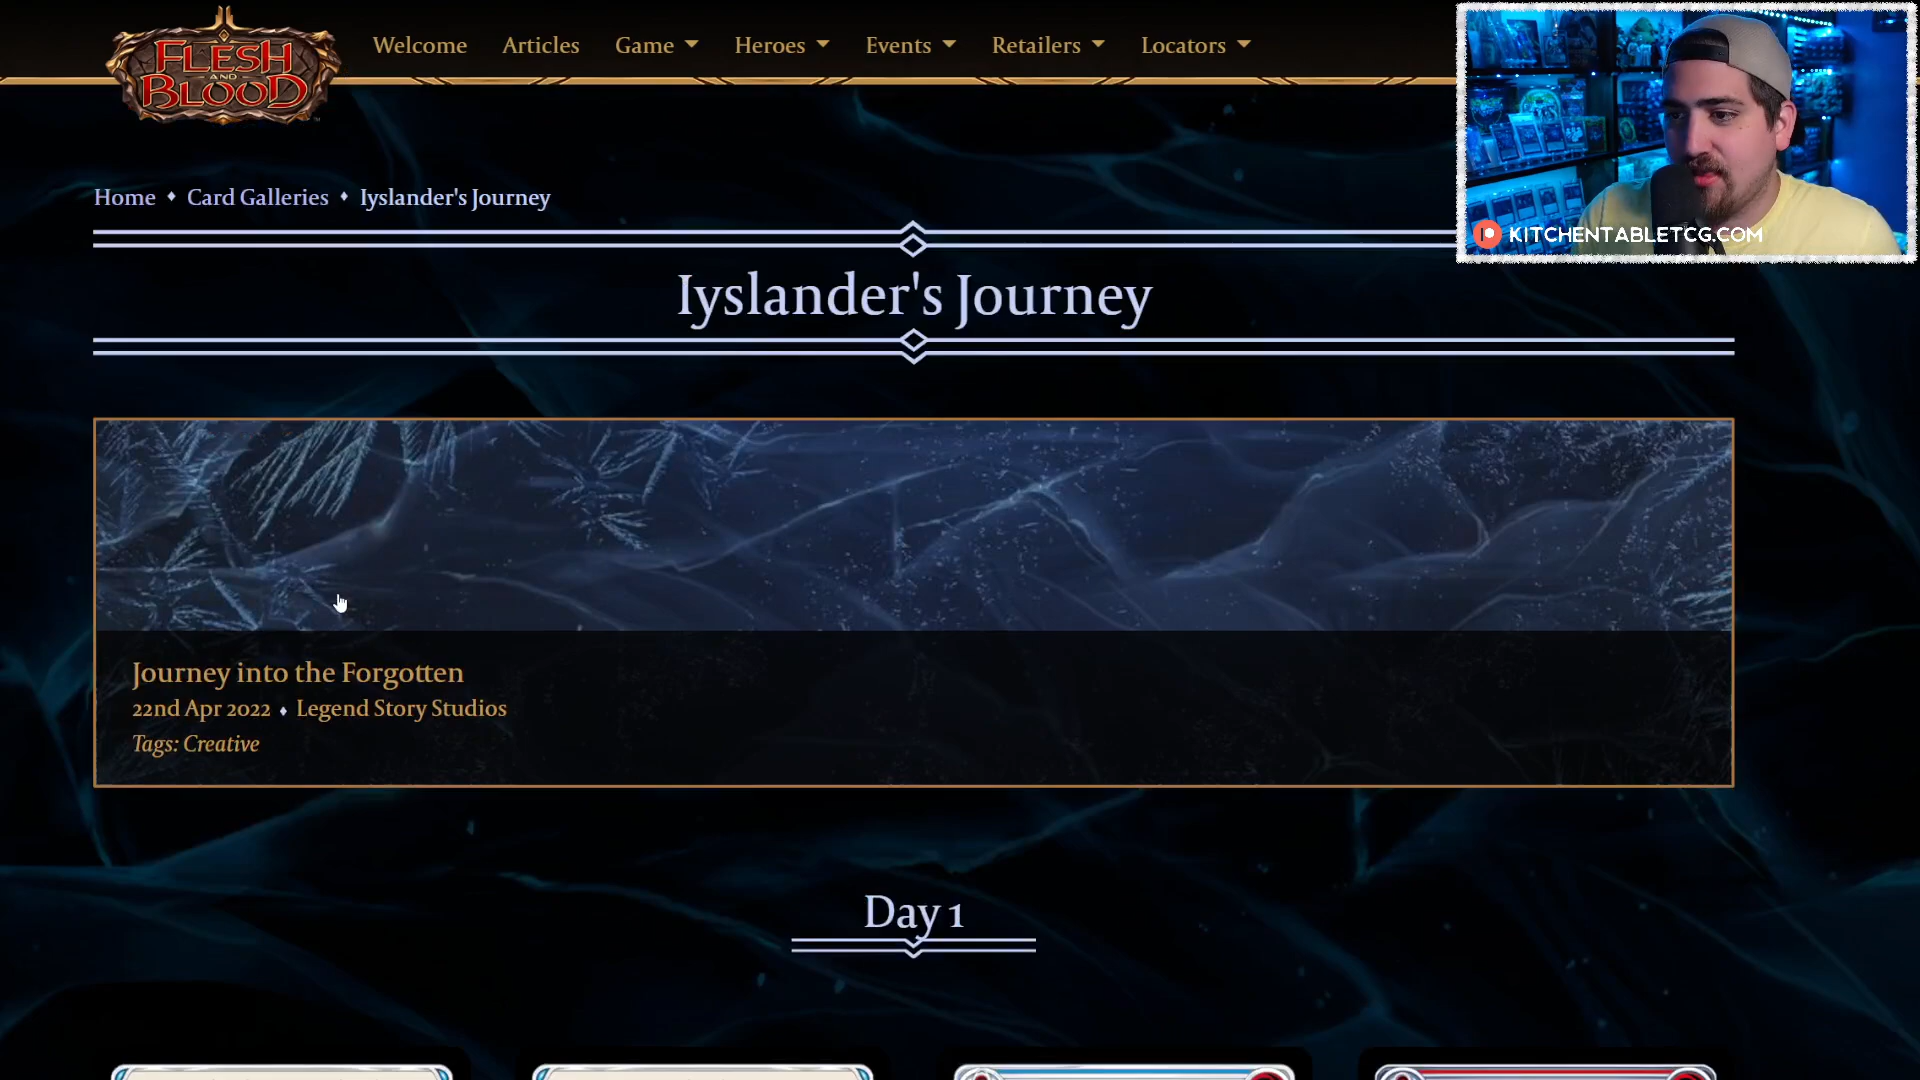 FLESH
AND
BLOOD
Welcome
Articles
Game
Heroes
Events
Retailers
Locators
KITCHENTABLETCG.COM
Home ♦ Card Galleries ♦ Iyslander's Journey
Iyslander's Journey
Journey into the Forgotten
22nd Apr 2022 ♦ Legend Story Studios
Tags: Creative
Day 1